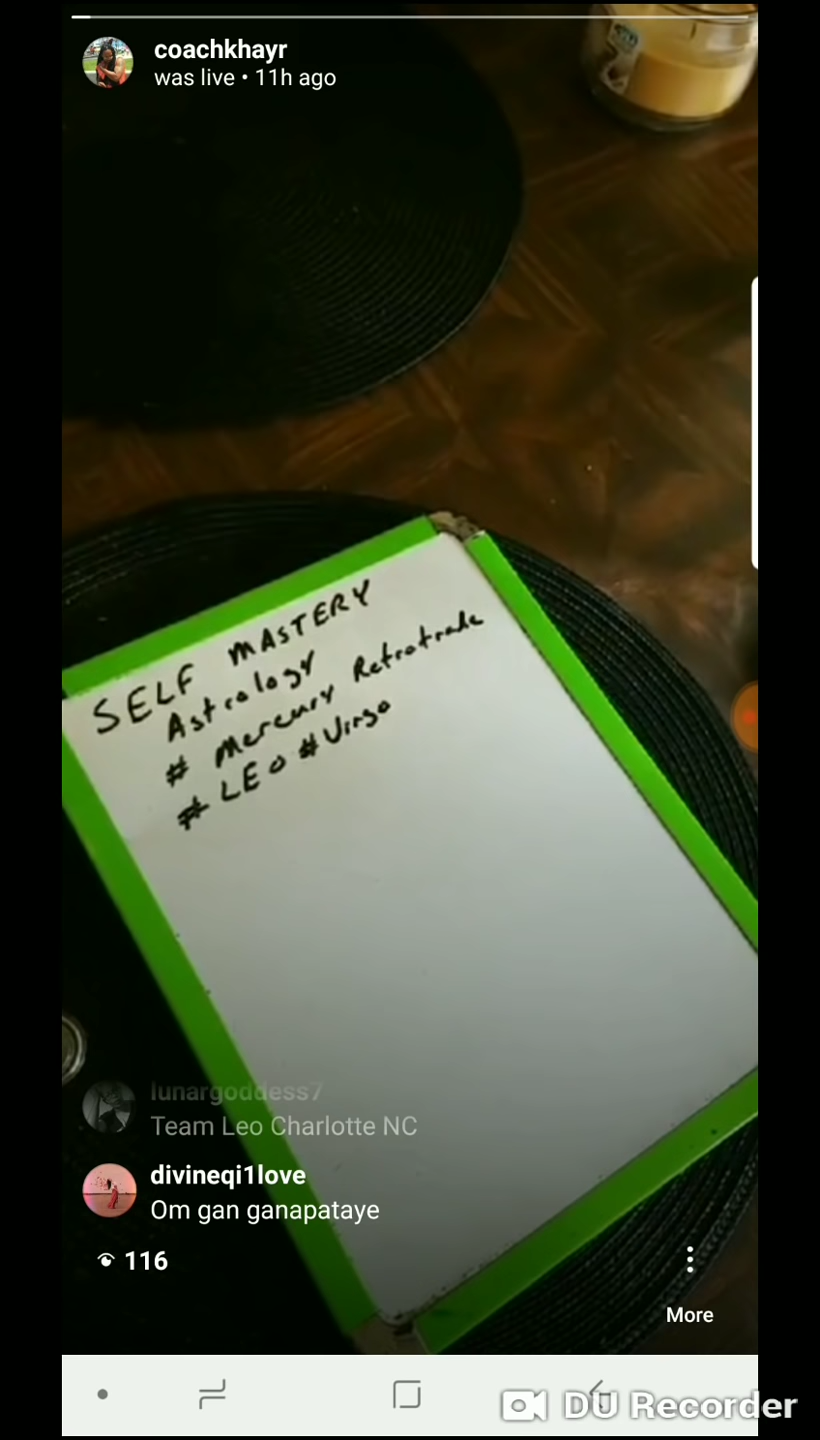 coachkhayr
was live • 11h ago
SELF MASTERY
Astrology
# Mercury Retrotrade
# LEO #Virgo
lunargoddess7
Team Leo Charlotte NC
divineqi1love
Om gan ganapataye
116
More
DU Recorder